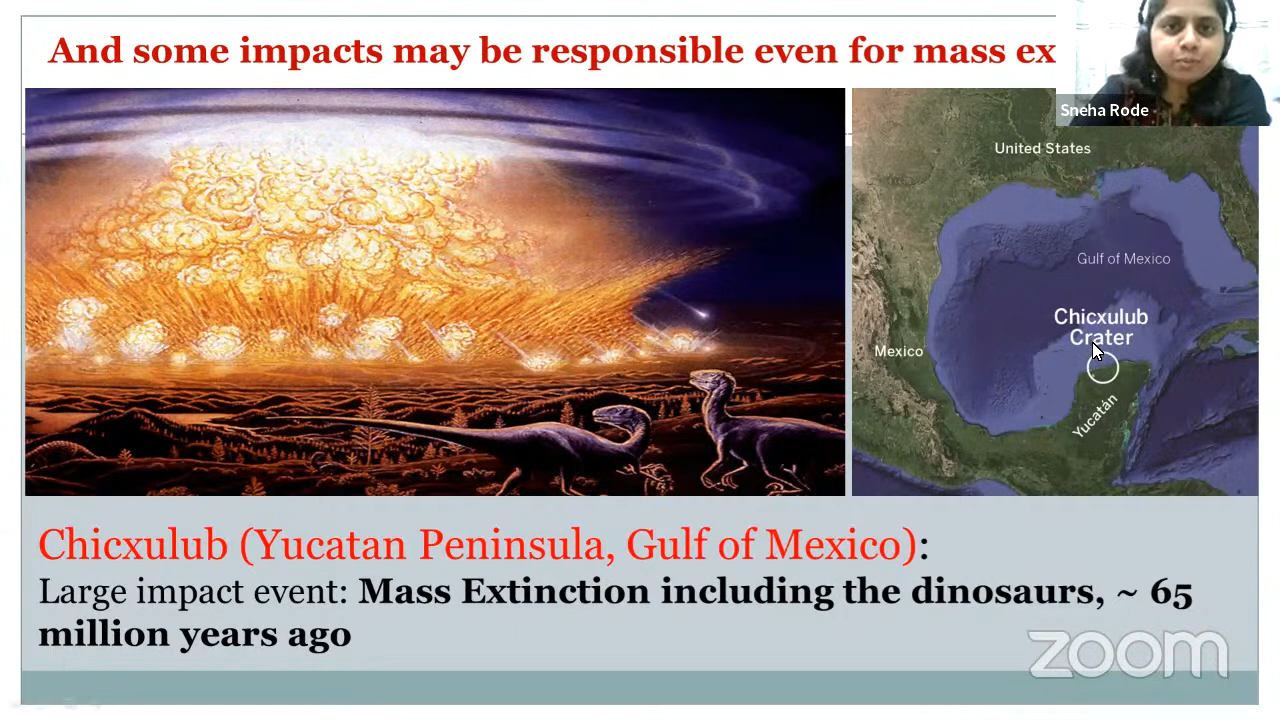 And some impacts may be responsible even for mass ex
Sneha Rode
United States
Gulf of Mexico
Chicxulub
Crater
Mexico
Yucatán
Chicxulub (Yucatan Peninsula, Gulf of Mexico):
Large impact event: Mass Extinction including the dinosaurs, ~ 65
million years ago
zoom